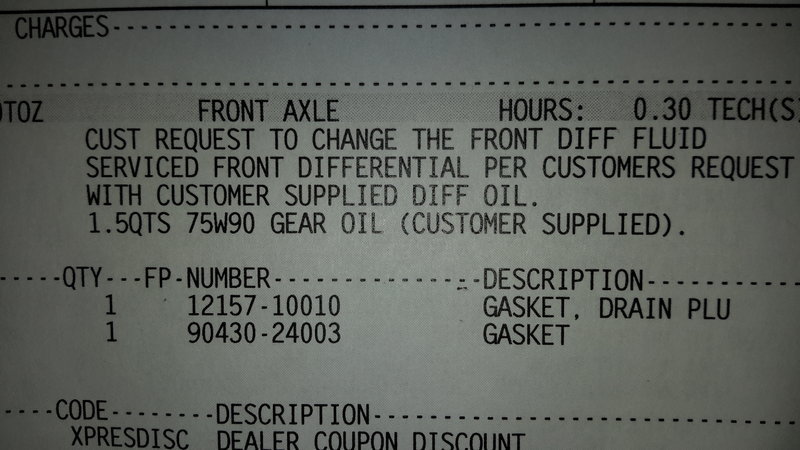 CHARGES------------------------------------------------
--------------------------------------------------------
OTOZ FRONT AXLE HOURS: 0.30 TECH(S)
CUST REQUEST TO CHANGE THE FRONT DIFF FLUID
SERVICED FRONT DIFFERENTIAL PER CUSTOMERS REQUEST
WITH CUSTOMER SUPPLIED DIFF OIL.
1.5QTS 75W90 GEAR OIL (CUSTOMER SUPPLIED).
-----QTY---FP-NUMBER---------------DESCRIPTION----------
1 12157-10010 GASKET, DRAIN PLU
1 90430-24003 GASKET
----CODE--------DESCRIPTION-----------------------------
XPRESDISC DEALER COUPON DISCOUNT